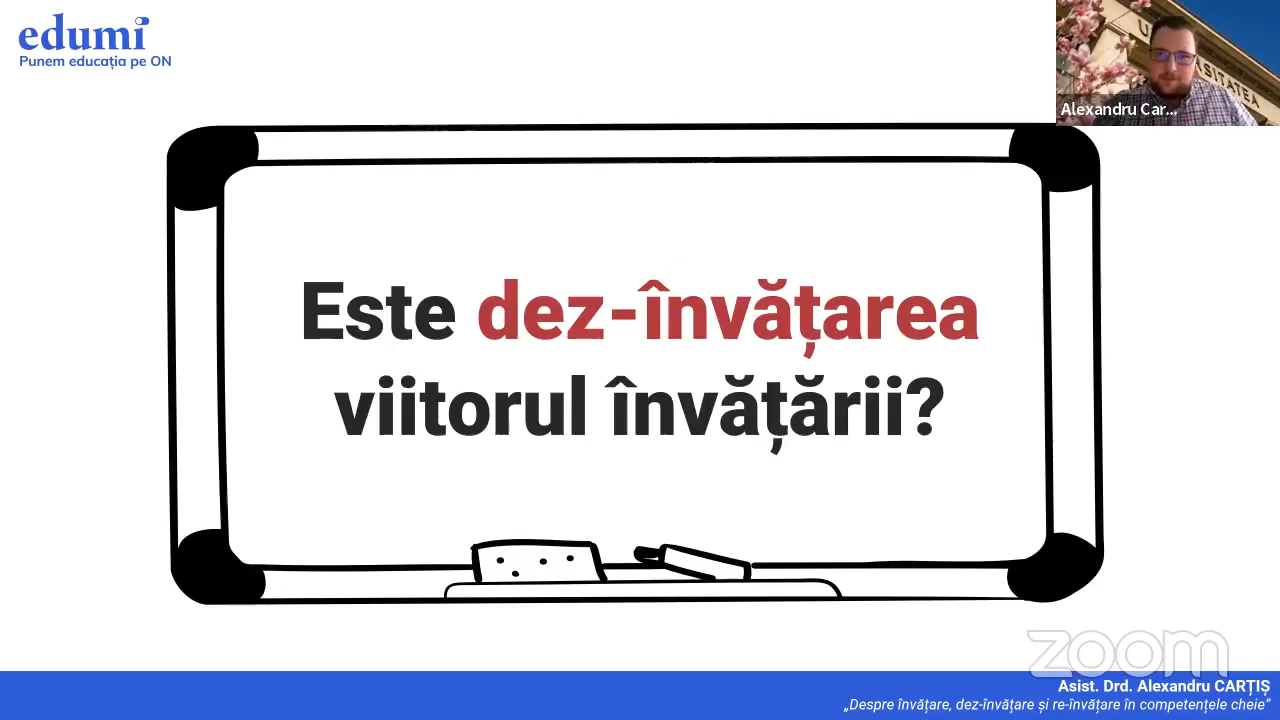 edumi
Punem educația pe ON
UNIVERSITATEA
Alexandru Car...
Este dez-învățarea
viitorul învățării?
zoom
Asist. Drd. Alexandru CARȚIȘ
„Despre învățare, dez-învățare și re-învățare în competențele cheie”